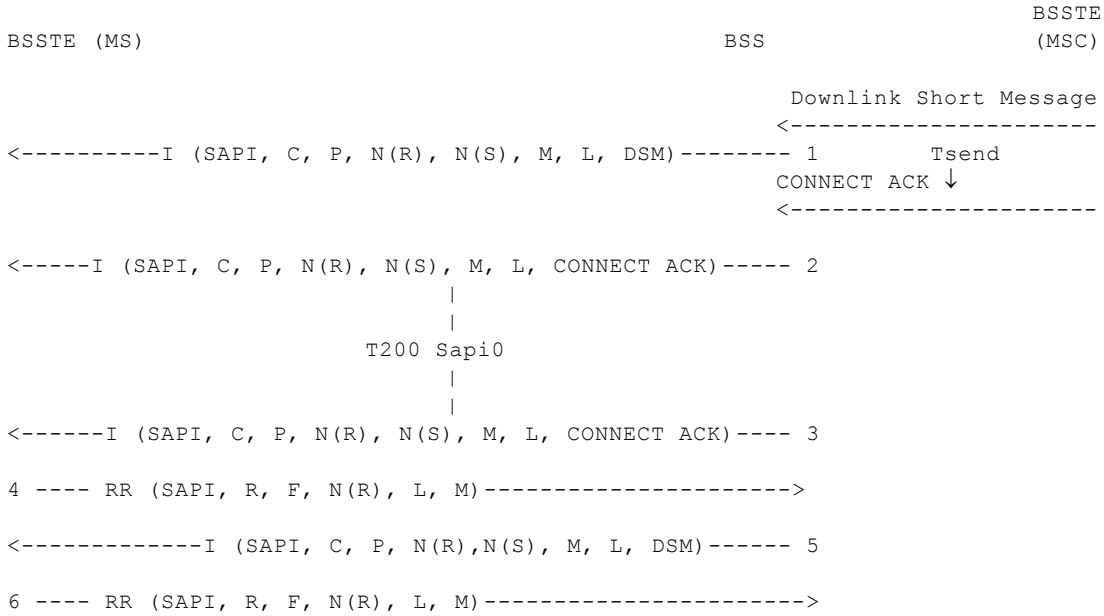 BSSTE
BSSTE (MS) BSS (MSC)
Downlink Short Message
<----------------------
<----------I (SAPI, C, P, N(R), N(S), M, L, DSM)-------- 1 Tsend
CONNECT ACK ↓
<----------------------
<-----I (SAPI, C, P, N(R), N(S), M, L, CONNECT ACK)----- 2
|
|
T200 Sapi0
|
|
<------I (SAPI, C, P, N(R), N(S), M, L, CONNECT ACK)---- 3
4 ---- RR (SAPI, R, F, N(R), L, M)---------------------->
<-------------I (SAPI, C, P, N(R),N(S), M, L, DSM)------ 5
6 ---- RR (SAPI, R, F, N(R), L, M)----------------------->